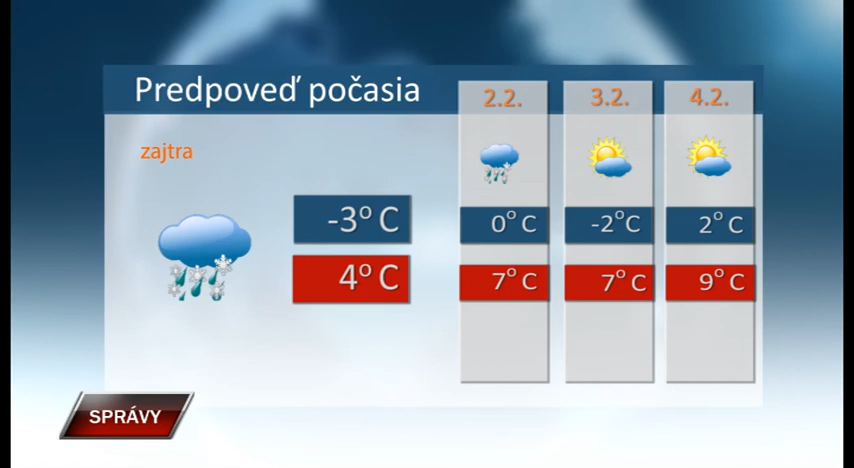 Predpoveď počasia
zajtra
-3° C
4° C
2.2.
0° C
7° C
3.2.
-2°C
7° C
4.2.
2° C
9° C
SPRÁVY